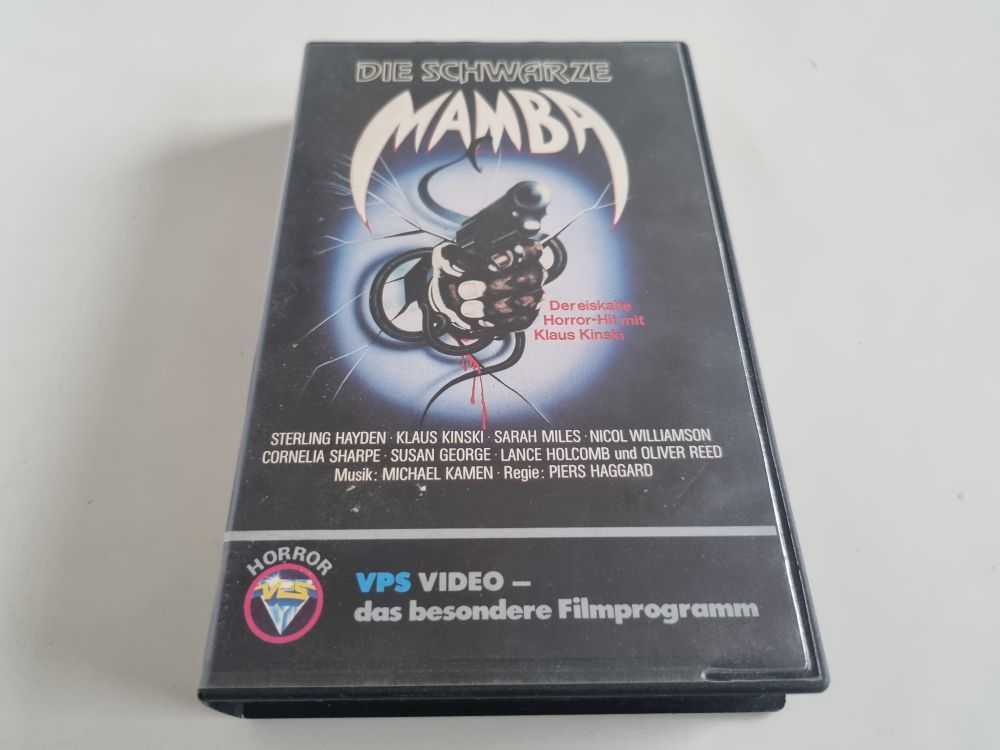 DIE SCHWARZE
MAMBA
Der eiskalte
Horror-Hit mit
Klaus Kinski
STERLING HAYDEN · KLAUS KINSKI · SARAH MILES · NICOL WILLIAMSON
CORNELIA SHARPE · SUSAN GEORGE · LANCE HOLCOMB und OLIVER REED
Musik: MICHAEL KAMEN · Regie: PIERS HAGGARD
HORROR
VPS
VPS VIDEO –
das besondere Filmprogramm